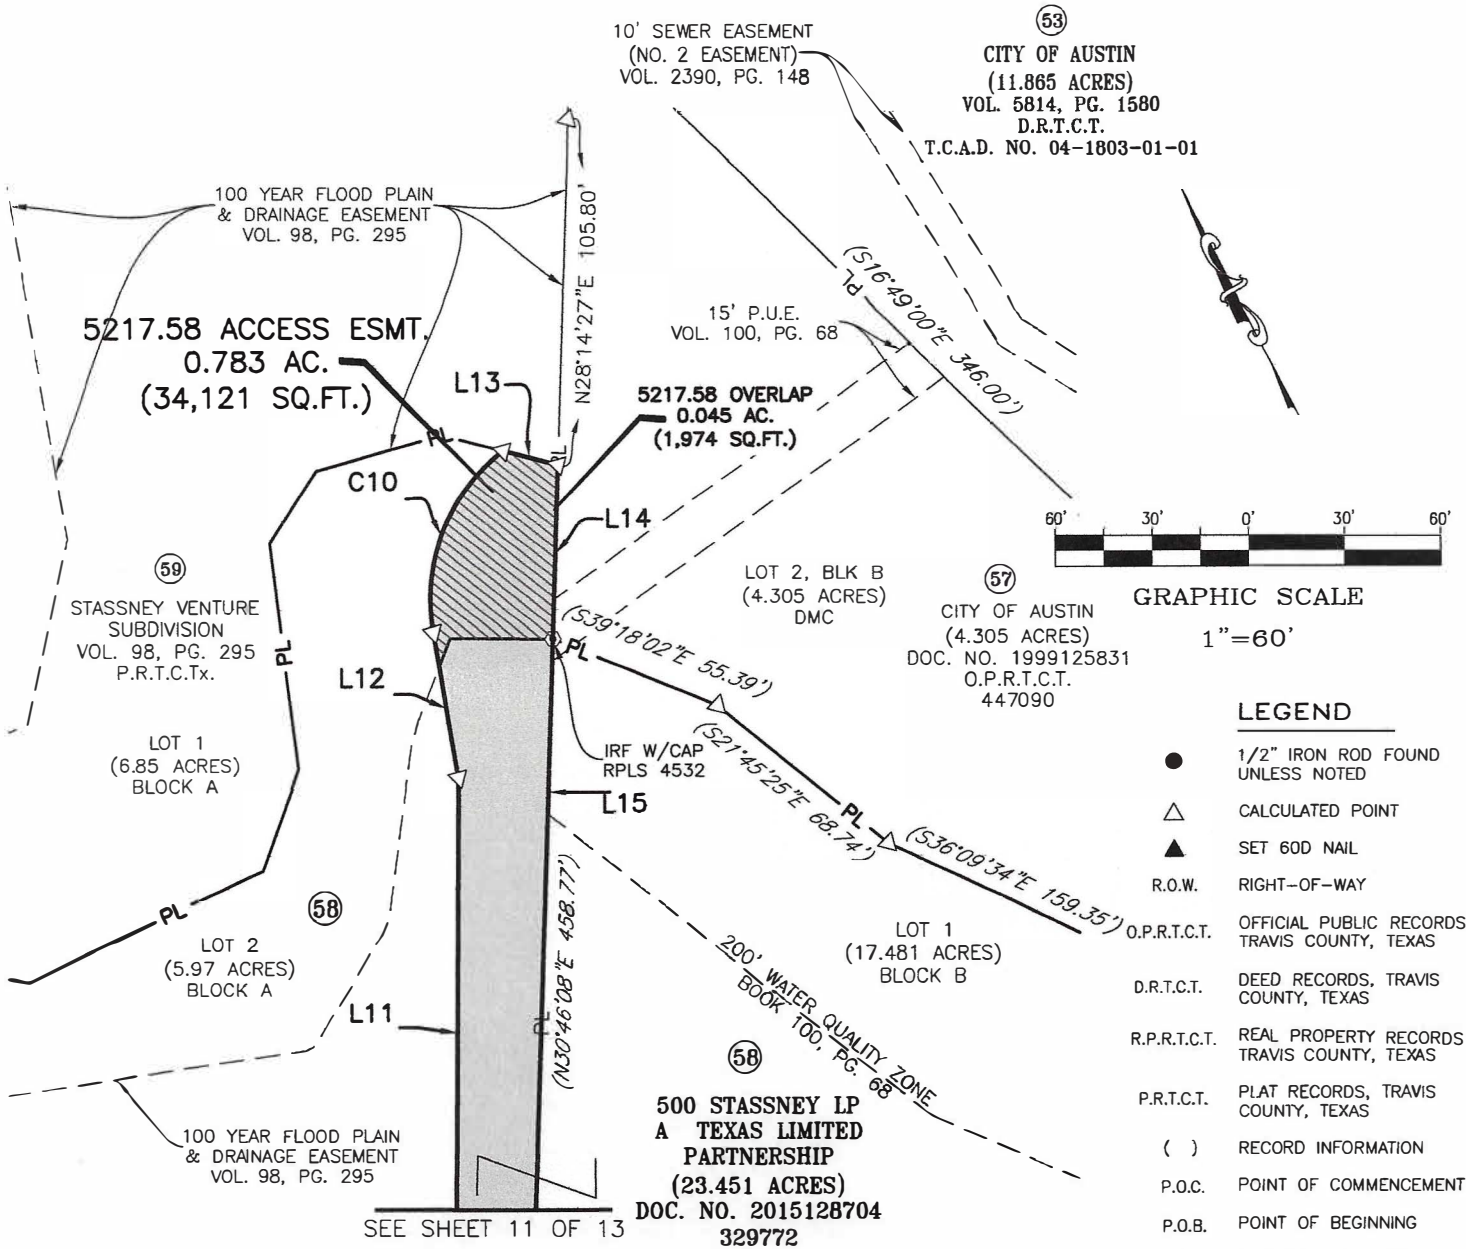 10' SEWER EASEMENT
(NO. 2 EASEMENT)
VOL. 2390, PG. 148
53
CITY OF AUSTIN
(11.865 ACRES)
VOL. 5814, PG. 1580
D.R.T.C.T.
T.C.A.D. NO. 04-1803-01-01
100 YEAR FLOOD PLAIN
& DRAINAGE EASEMENT
VOL. 98, PG. 295
N28°14'27"E 105.80'
(S16°49'00"E 346.00')
PL
15' P.U.E.
VOL. 100, PG. 68
5217.58 ACCESS ESMT.
0.783 AC.
(34,121 SQ.FT.)
L13
5217.58 OVERLAP
0.045 AC.
(1,974 SQ.FT.)
PL
PL
C10
L14
60' 30' 0' 30' 60'
GRAPHIC SCALE
1"=60'
59
STASSNEY VENTURE
SUBDIVISION
VOL. 98, PG. 295
P.R.T.C.Tx.
LOT 2, BLK B
(4.305 ACRES)
DMC
57
CITY OF AUSTIN
(4.305 ACRES)
DOC. NO. 1999125831
O.P.R.T.C.T.
447090
PL
PL
(S39°18'02"E 55.39')
L12
IRF W/CAP
RPLS 4532
(S21°45'25"E 68.74')
L15
PL
(S36°09'34"E 159.35')
LOT 1
(6.85 ACRES)
BLOCK A
58
PL
LOT 2
(5.97 ACRES)
BLOCK A
L11
PL
(N30°46'08"E 458.77')
LOT 1
(17.481 ACRES)
BLOCK B
200' WATER QUALITY ZONE
BOOK 100, PG. 68
58
500 STASSNEY LP
A TEXAS LIMITED
PARTNERSHIP
(23.451 ACRES)
DOC. NO. 2015128704
329772
100 YEAR FLOOD PLAIN
& DRAINAGE EASEMENT
VOL. 98, PG. 295
SEE SHEET 11 OF 13
LEGEND
1/2" IRON ROD FOUND
UNLESS NOTED
CALCULATED POINT
SET 60D NAIL
R.O.W. RIGHT-OF-WAY
O.P.R.T.C.T. OFFICIAL PUBLIC RECORDS
TRAVIS COUNTY, TEXAS
D.R.T.C.T. DEED RECORDS, TRAVIS
COUNTY, TEXAS
R.P.R.T.C.T. REAL PROPERTY RECORDS
TRAVIS COUNTY, TEXAS
P.R.T.C.T. PLAT RECORDS, TRAVIS
COUNTY, TEXAS
( ) RECORD INFORMATION
P.O.C. POINT OF COMMENCEMENT
P.O.B. POINT OF BEGINNING